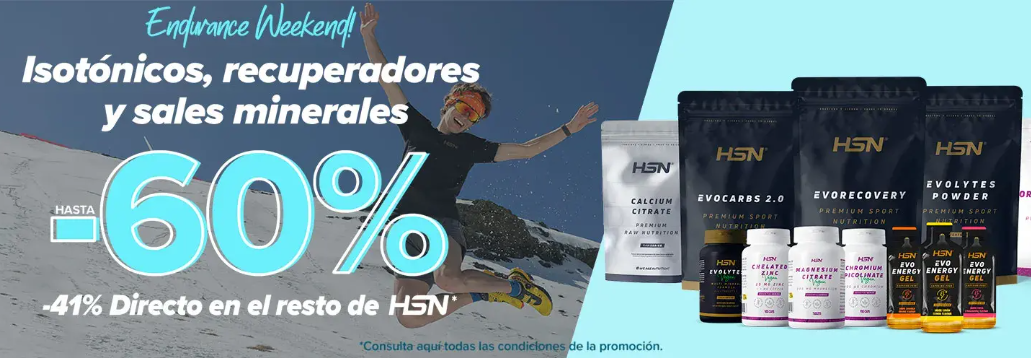 Endurance Weekend!
Isotónicos, recuperadores
y sales minerales
HASTA
-60%
-41% Directo en el resto de HSN*
*Consulta aquí todas las condiciones de la promoción.
HSN
CALCIUM
CITRATE
PREMIUM
RAW NUTRITION
HSN
EVOCARBS 2.0
PREMIUM SPORT
NUTRITION
HSN
EVORECOVERY
PREMIUM SPORT
NUTRITION
HSN
EVOLYTES
POWDER
PREMIUM SPORT
NUTRITION
HSN
EVOLYTES
HSN
CHELATED
ZINC
Vegan
HSN
MAGNESIUM
CITRATE
Vegan
HSN
CHROMIUM
PICOLINATE
Vegan
HSN
EVO
ENERGY
GEL
HSN
EVO
ENERGY
GEL
HSN
EVO
ENERGY
GEL